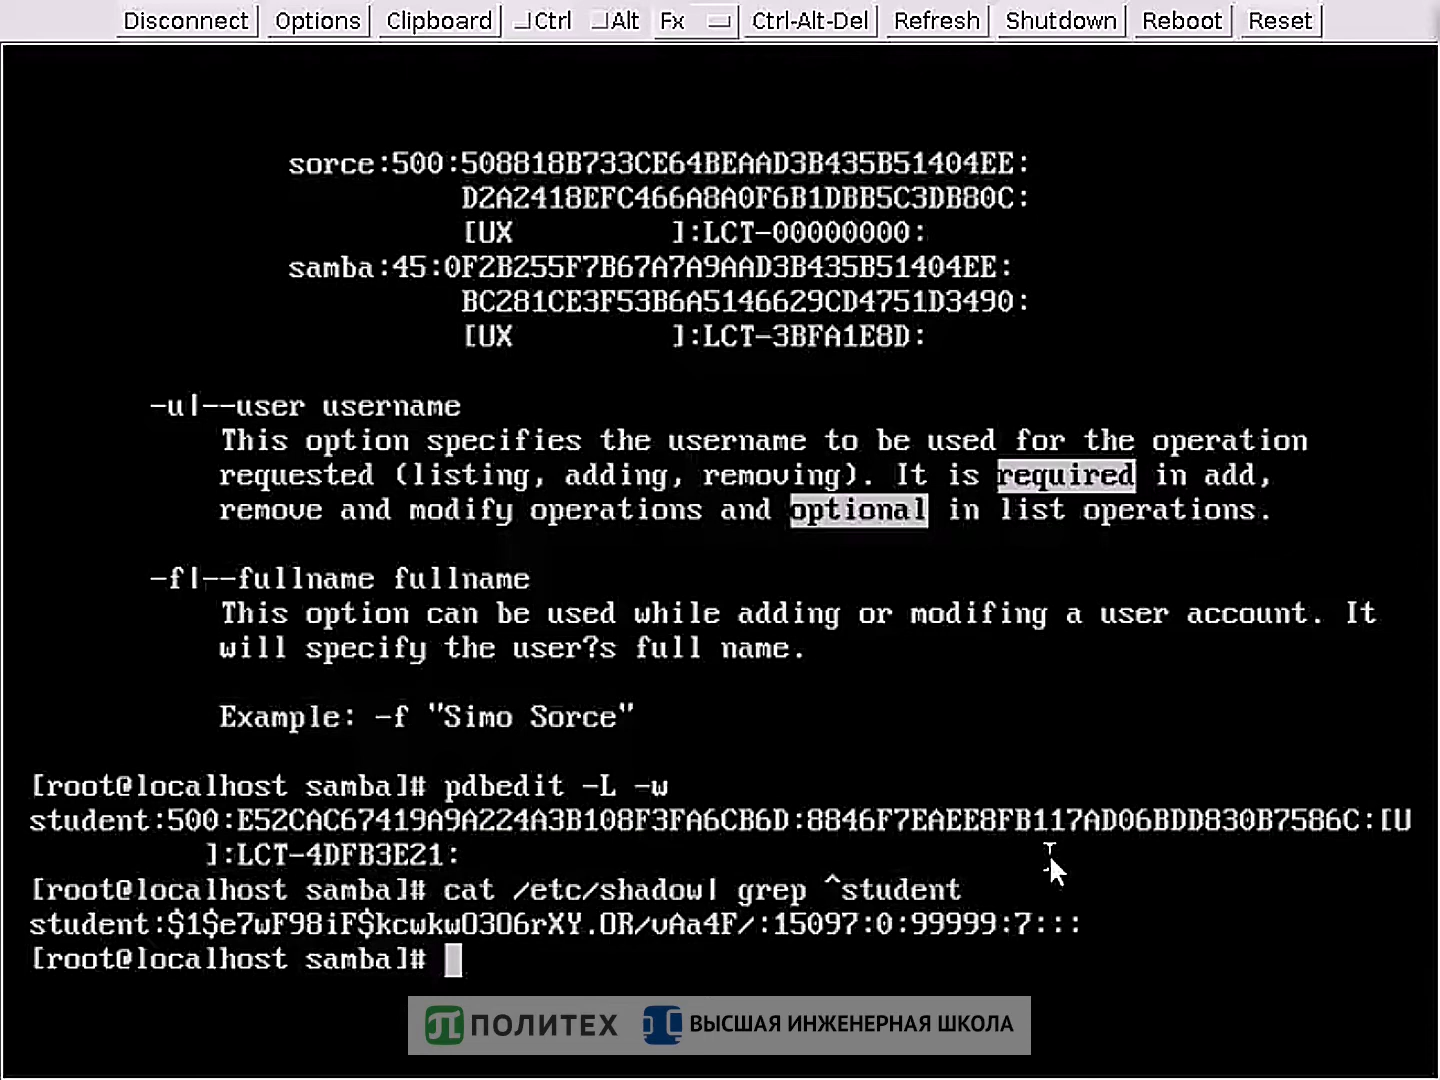 Disconnect Options Clipboard Ctrl Alt Fx Ctrl-Alt-Del Refresh Shutdown Reboot Reset
sorce:500:508818B733CE64BEAAD3B435B51404EE:
D2A2418EFC466A8A0F6B1DBB5C3DB80C:
[UX ]:LCT-00000000:
samba:45:0F2B255F7B67A7A9AAD3B435B51404EE:
BC281CE3F53B6A5146629CD4751D3490:
[UX ]:LCT-3BFA1E8D:
-u|--user username
This option specifies the username to be used for the operation
requested (listing, adding, removing). It is required in add,
remove and modify operations and optional in list operations.
-f|--fullname fullname
This option can be used while adding or modifing a user account. It
will specify the user?s full name.
Example: -f "Simo Sorce"
[root@localhost samba]# pdbedit -L -w
student:500:E52CAC67419A9A224A3B108F3FA6CB6D:8846F7EAEE8FB117AD06BDD830B7586C:[U
]:LCT-4DFB3E21:
[root@localhost samba]# cat /etc/shadow| grep ^student
student:$1$e7wF98iF$kcwkwO3O6rXY.OR/vAa4F/:15097:0:99999:7:::
[root@localhost samba]#
ПОЛИТЕХ ВЫСШАЯ ИНЖЕНЕРНАЯ ШКОЛА